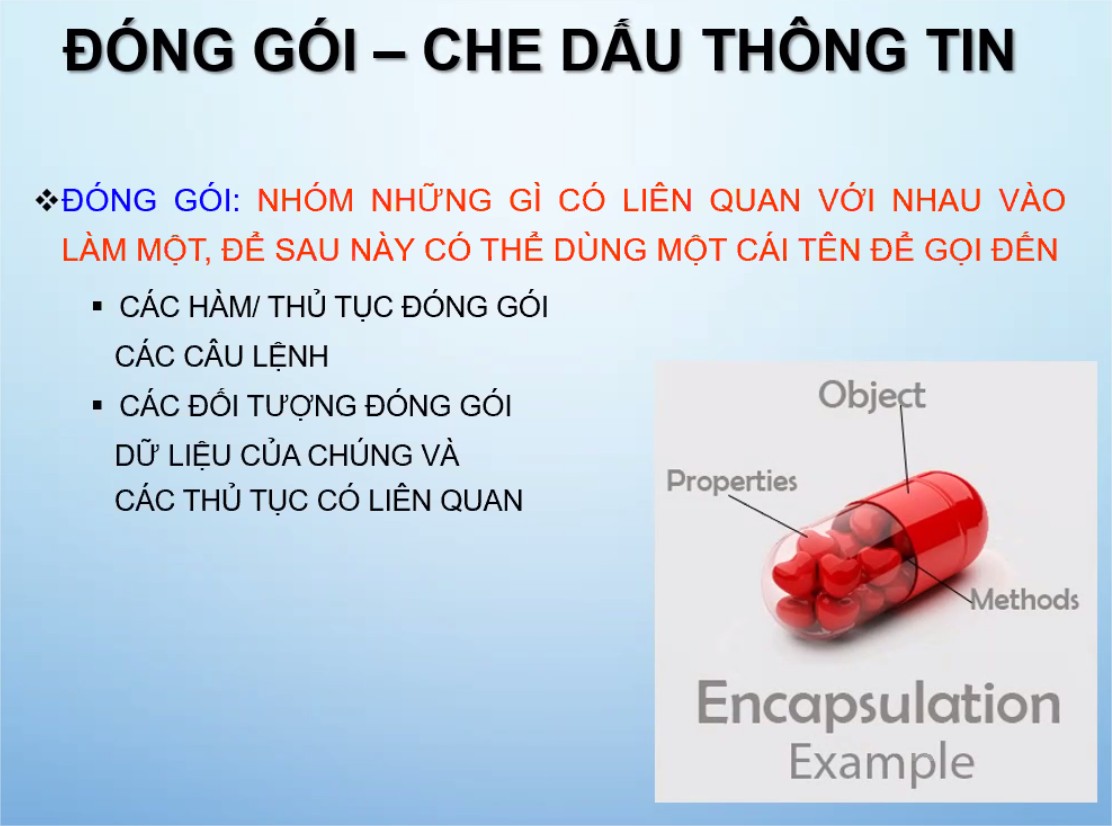 ĐÓNG GÓI – CHE DẤU THÔNG TIN
❖ĐÓNG GÓI: NHÓM NHỮNG GÌ CÓ LIÊN QUAN VỚI NHAU VÀO
LÀM MỘT, ĐỂ SAU NÀY CÓ THỂ DÙNG MỘT CÁI TÊN ĐỂ GỌI ĐẾN
▪ CÁC HÀM/ THỦ TỤC ĐÓNG GÓI
CÁC CÂU LỆNH
▪ CÁC ĐỐI TƯỢNG ĐÓNG GÓI
DỮ LIỆU CỦA CHÚNG VÀ
CÁC THỦ TỤC CÓ LIÊN QUAN
Object
Properties
Methods
Encapsulation
Example